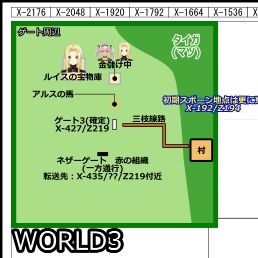 X-2176 X-2048 X-1920 X-1792 X-1664 X-1536
ゲート周辺
タイガ
(マツ)
金儲け中
ルイスの宝物庫
アルスの馬
初期スポーン地点は更に
X-192/Z194
ゲート3(確定)
X-427/Z219
三枝線路
村
ネザーゲート 赤の組織
(一方通行)
転送先:X-435/??/Z219付近
WORLD3